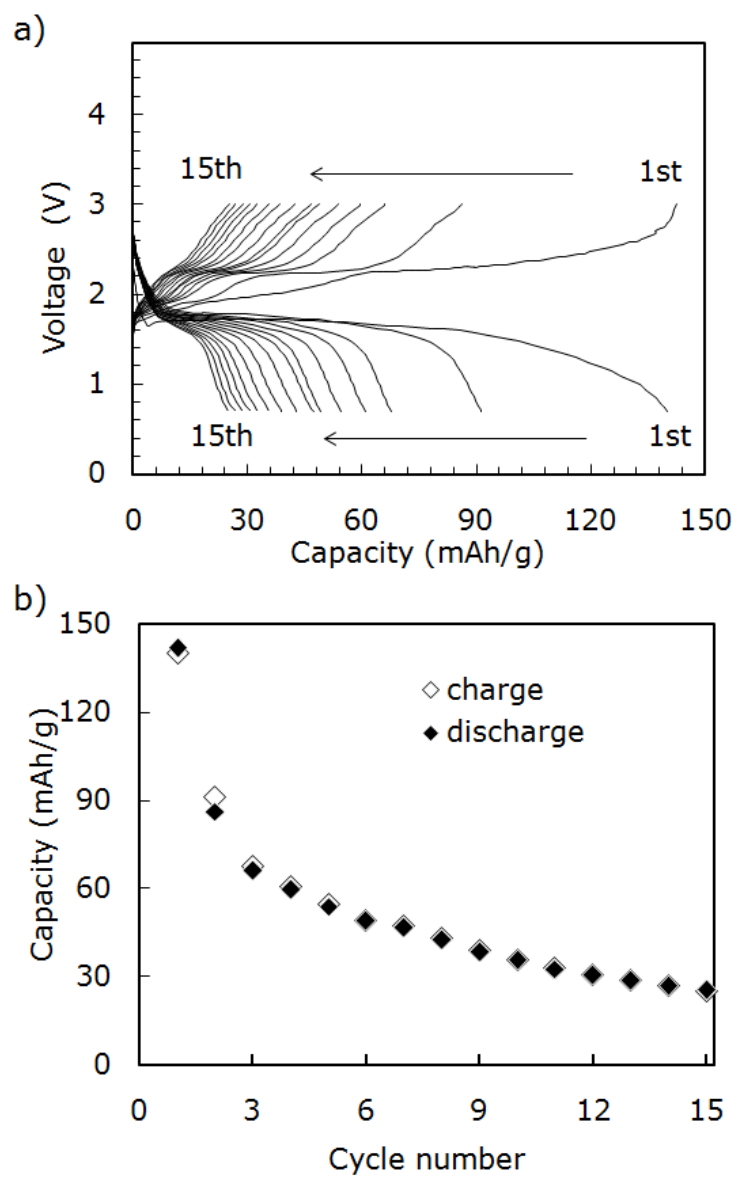 a)
4
3
2
1
0
Voltage (V)
15th
1st
15th
1st
0 30 60 90 120 150
Capacity (mAh/g)
b)
150
120
90
60
30
0
Capacity (mAh/g)
charge
discharge
0 3 6 9 12 15
Cycle number